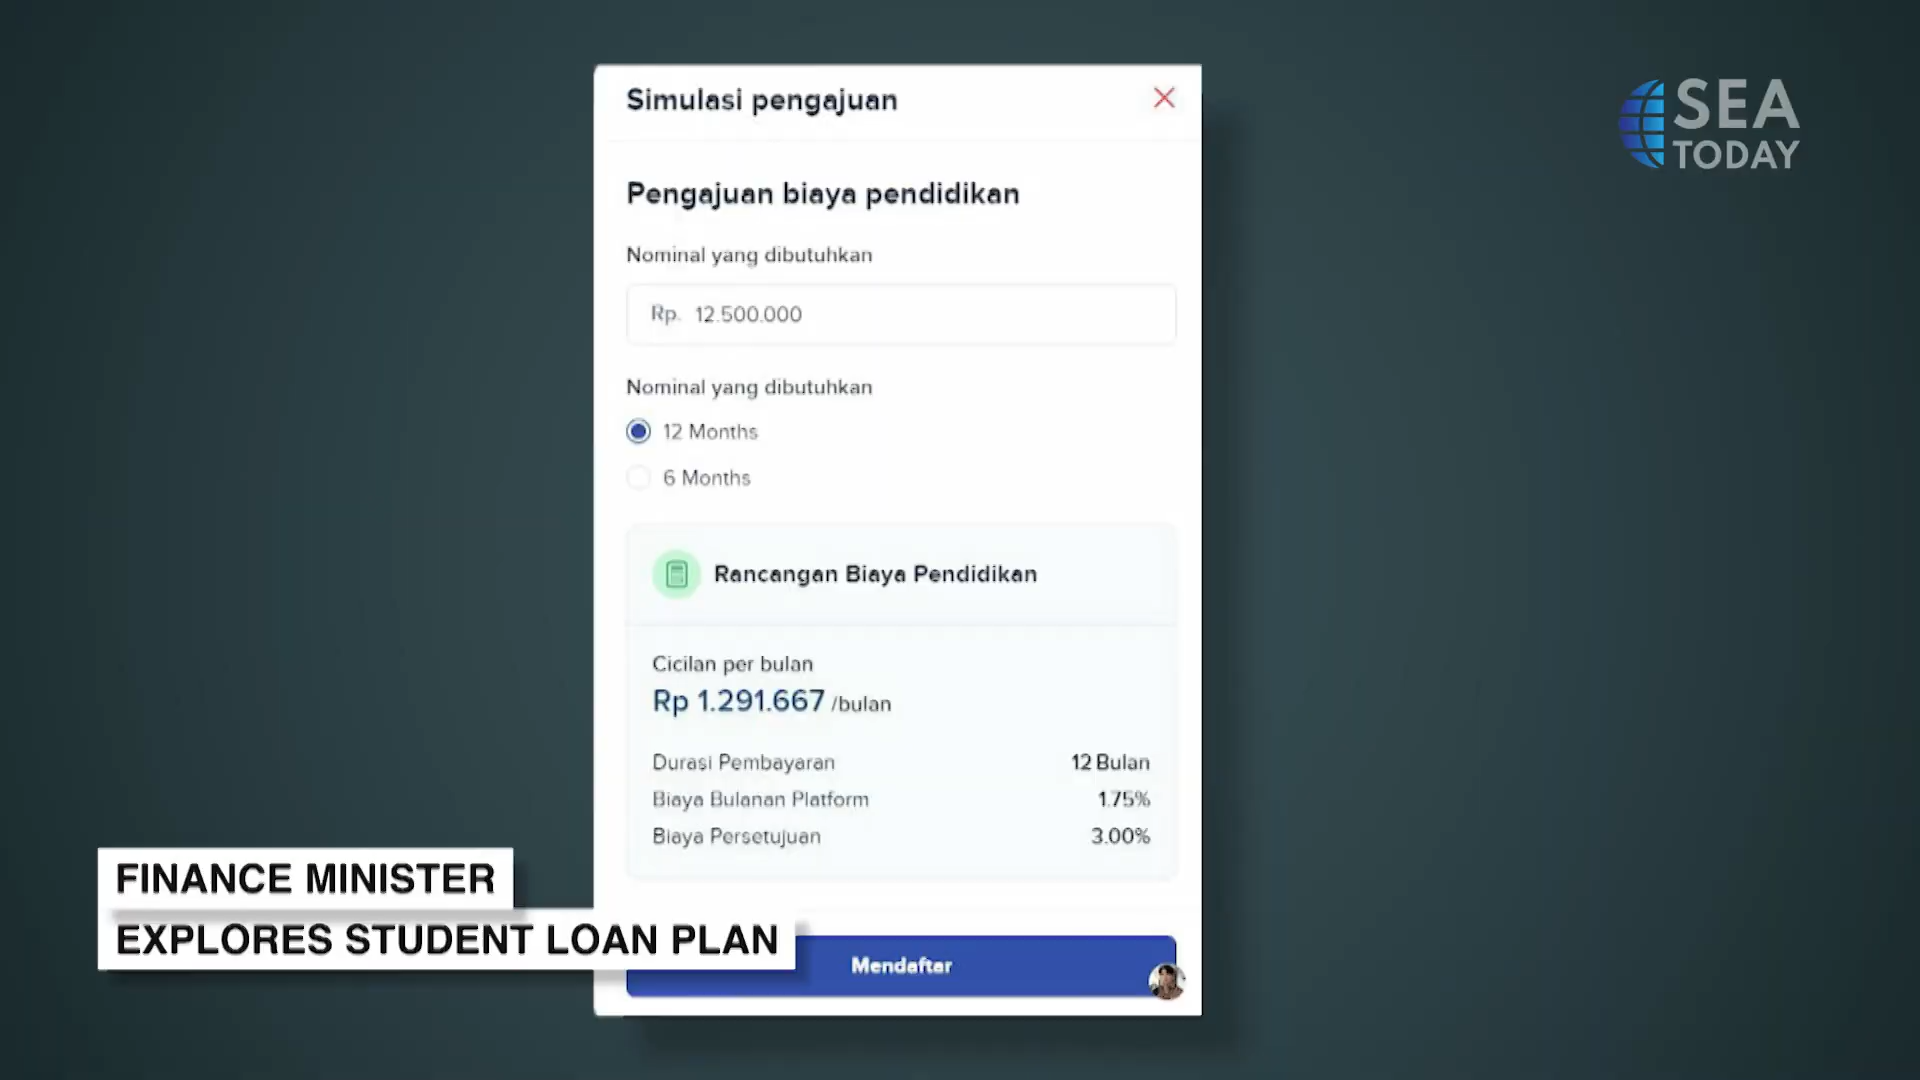 Simulasi pengajuan
SEA
TODAY
Pengajuan biaya pendidikan
Nominal yang dibutuhkan
Rp. 12.500.000
Nominal yang dibutuhkan
12 Months
6 Months
Rancangan Biaya Pendidikan
Cicilan per bulan
Rp 1.291.667 /bulan
Durasi Pembayaran 12 Bulan
Biaya Bulanan Platform 1.75%
Biaya Persetujuan 3.00%
FINANCE MINISTER
EXPLORES STUDENT LOAN PLAN
Mendaftar